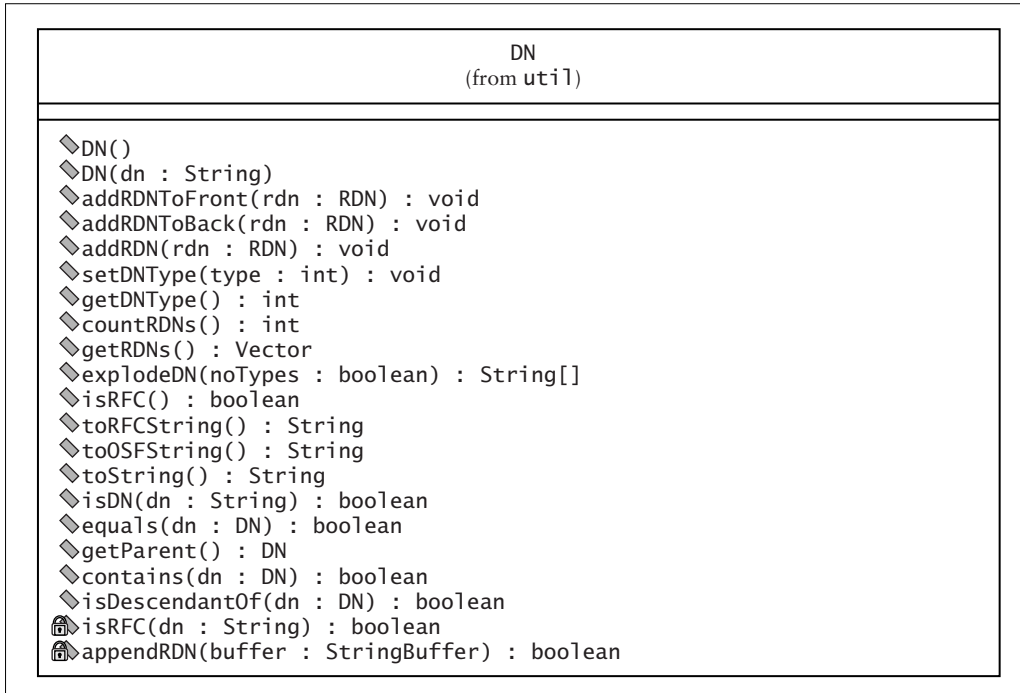 DN
(from util)
DN()
DN(dn : String)
addRDNToFront(rdn : RDN) : void
addRDNToBack(rdn : RDN) : void
addRDN(rdn : RDN) : void
setDNType(type : int) : void
getDNType() : int
countRDNs() : int
getRDNs() : Vector
explodeDN(noTypes : boolean) : String[]
isRFC() : boolean
toRFCString() : String
toOSFString() : String
toString() : String
isDN(dn : String) : boolean
equals(dn : DN) : boolean
getParent() : DN
contains(dn : DN) : boolean
isDescendantOf(dn : DN) : boolean
isRFC(dn : String) : boolean
appendRDN(buffer : StringBuffer) : boolean